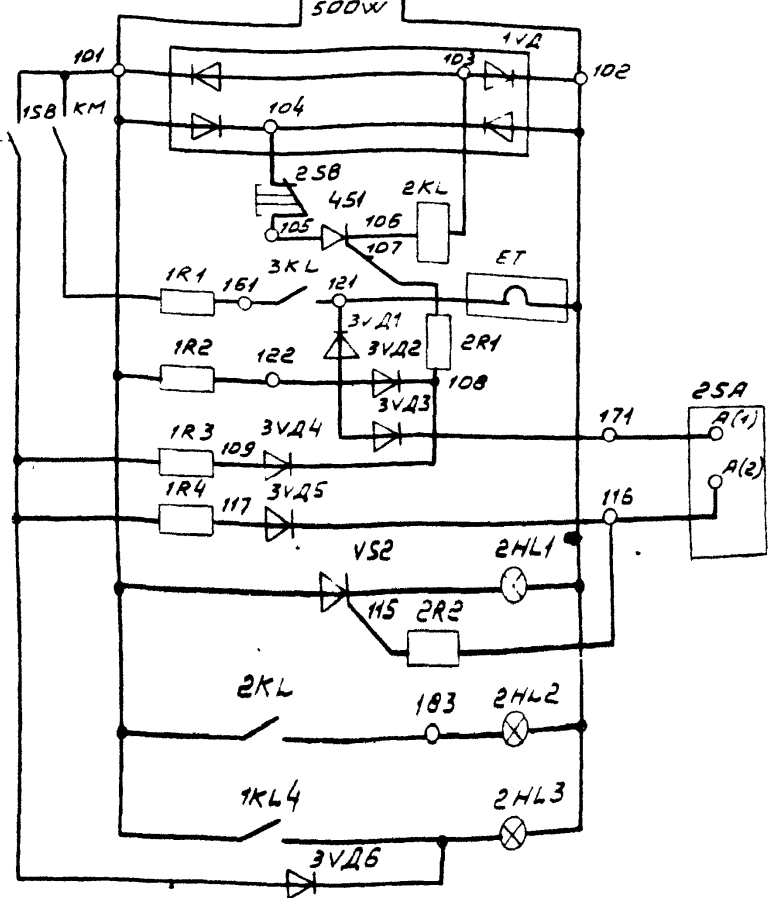 500W
1VД
101
103
102
1SB
KM
104
2SB
4S1
2KL
106
105
107
ET
1R1
161
3KL
121
3VД1
1R2
122
3VД2
2R1
108
3VД3
2SA
171
A(1)
1R3
109
3VД4
A(2)
1R4
117
3VД5
116
VS2
2HL1
115
2R2
2KL
183
2HL2
1KL4
2HL3
3VД6